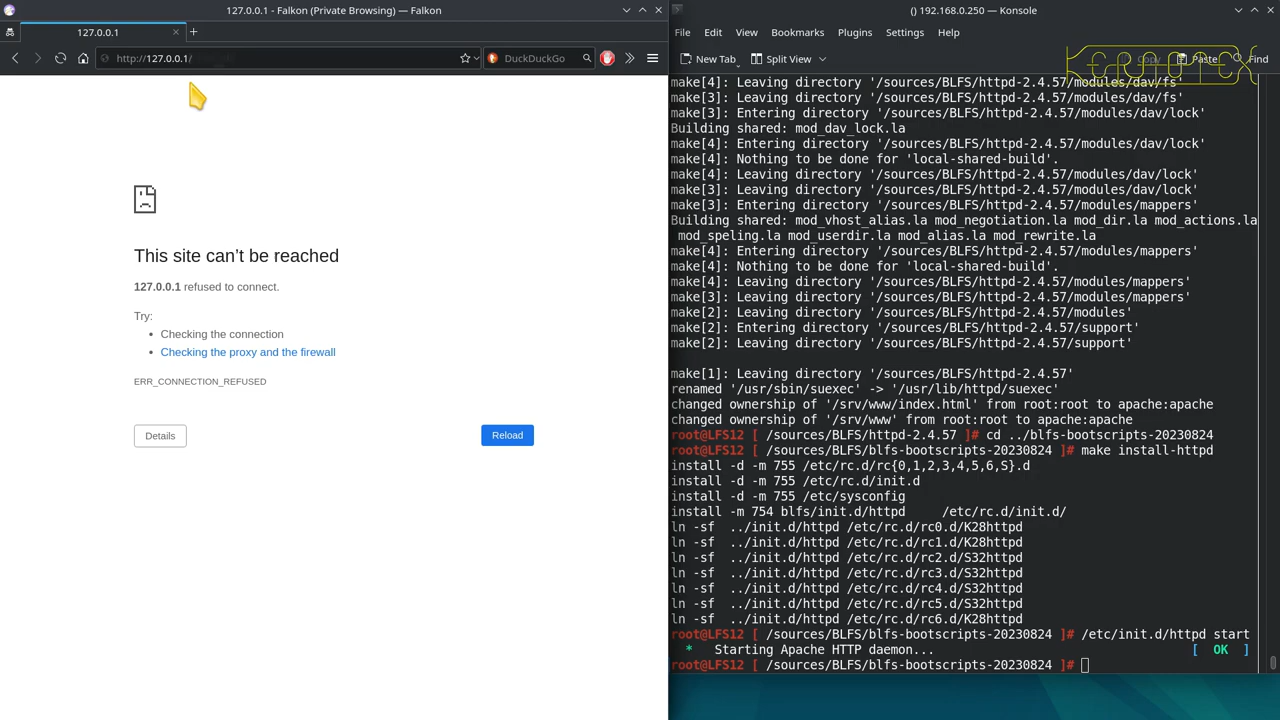 127.0.0.1 - Falkon (Private Browsing) — Falkon
127.0.0.1
http://127.0.0.1/
DuckDuckGo
This site can't be reached
127.0.0.1 refused to connect.
Try:
• Checking the connection
• Checking the proxy and the firewall
ERR_CONNECTION_REFUSED
Details
Reload
() 192.168.0.250 — Konsole
File Edit View Bookmarks Plugins Settings Help
New Tab Split View Copy Paste Find
make[4]: Leaving directory '/sources/BLFS/httpd-2.4.57/modules/dav/fs'
make[3]: Leaving directory '/sources/BLFS/httpd-2.4.57/modules/dav/fs'
make[3]: Entering directory '/sources/BLFS/httpd-2.4.57/modules/dav/lock'
Building shared: mod_dav_lock.la
make[4]: Entering directory '/sources/BLFS/httpd-2.4.57/modules/dav/lock'
make[4]: Nothing to be done for 'local-shared-build'.
make[4]: Leaving directory '/sources/BLFS/httpd-2.4.57/modules/dav/lock'
make[3]: Leaving directory '/sources/BLFS/httpd-2.4.57/modules/dav/lock'
make[3]: Entering directory '/sources/BLFS/httpd-2.4.57/modules/mappers'
Building shared: mod_vhost_alias.la mod_negotiation.la mod_dir.la mod_actions.la
mod_speling.la mod_userdir.la mod_alias.la mod_rewrite.la
make[4]: Entering directory '/sources/BLFS/httpd-2.4.57/modules/mappers'
make[4]: Nothing to be done for 'local-shared-build'.
make[4]: Leaving directory '/sources/BLFS/httpd-2.4.57/modules/mappers'
make[3]: Leaving directory '/sources/BLFS/httpd-2.4.57/modules/mappers'
make[2]: Leaving directory '/sources/BLFS/httpd-2.4.57/modules'
make[2]: Entering directory '/sources/BLFS/httpd-2.4.57/support'
make[2]: Leaving directory '/sources/BLFS/httpd-2.4.57/support'
make[1]: Leaving directory '/sources/BLFS/httpd-2.4.57'
renamed '/usr/sbin/suexec' -> '/usr/lib/httpd/suexec'
changed ownership of '/srv/www/index.html' from root:root to apache:apache
changed ownership of '/srv/www' from root:root to apache:apache
root@LFS12 [ /sources/BLFS/httpd-2.4.57 ]# cd ../blfs-bootscripts-20230824
root@LFS12 [ /sources/BLFS/blfs-bootscripts-20230824 ]# make install-httpd
install -d -m 755 /etc/rc.d/rc{0,1,2,3,4,5,6,S}.d
install -d -m 755 /etc/rc.d/init.d
install -d -m 755 /etc/sysconfig
install -m 754 blfs/init.d/httpd /etc/rc.d/init.d/
ln -sf ../init.d/httpd /etc/rc.d/rc0.d/K28httpd
ln -sf ../init.d/httpd /etc/rc.d/rc1.d/K28httpd
ln -sf ../init.d/httpd /etc/rc.d/rc2.d/S32httpd
ln -sf ../init.d/httpd /etc/rc.d/rc3.d/S32httpd
ln -sf ../init.d/httpd /etc/rc.d/rc4.d/S32httpd
ln -sf ../init.d/httpd /etc/rc.d/rc5.d/S32httpd
ln -sf ../init.d/httpd /etc/rc.d/rc6.d/K28httpd
root@LFS12 [ /sources/BLFS/blfs-bootscripts-20230824 ]# /etc/init.d/httpd start
* Starting Apache HTTP daemon... [ OK ]
root@LFS12 [ /sources/BLFS/blfs-bootscripts-20230824 ]#